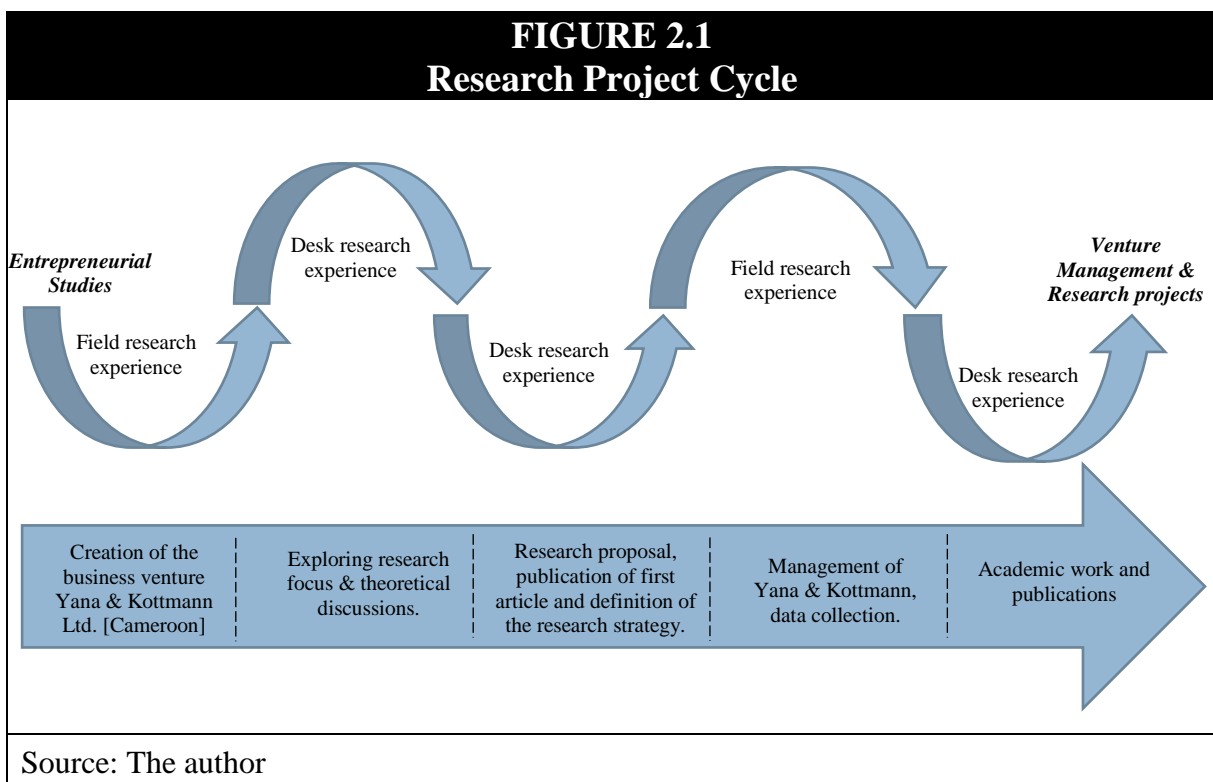 FIGURE 2.1
Research Project Cycle
Entrepreneurial
Studies
Field research
experience
Desk research
experience
Desk research
experience
Field research
experience
Desk research
experience
Venture
Management &
Research projects
Creation of the
business venture
Yana & Kottmann
Ltd. [Cameroon]
Exploring research
focus & theoretical
discussions.
Research proposal,
publication of first
article and definition of
the research strategy.
Management of
Yana & Kottmann,
data collection.
Academic work and
publications
Source: The author